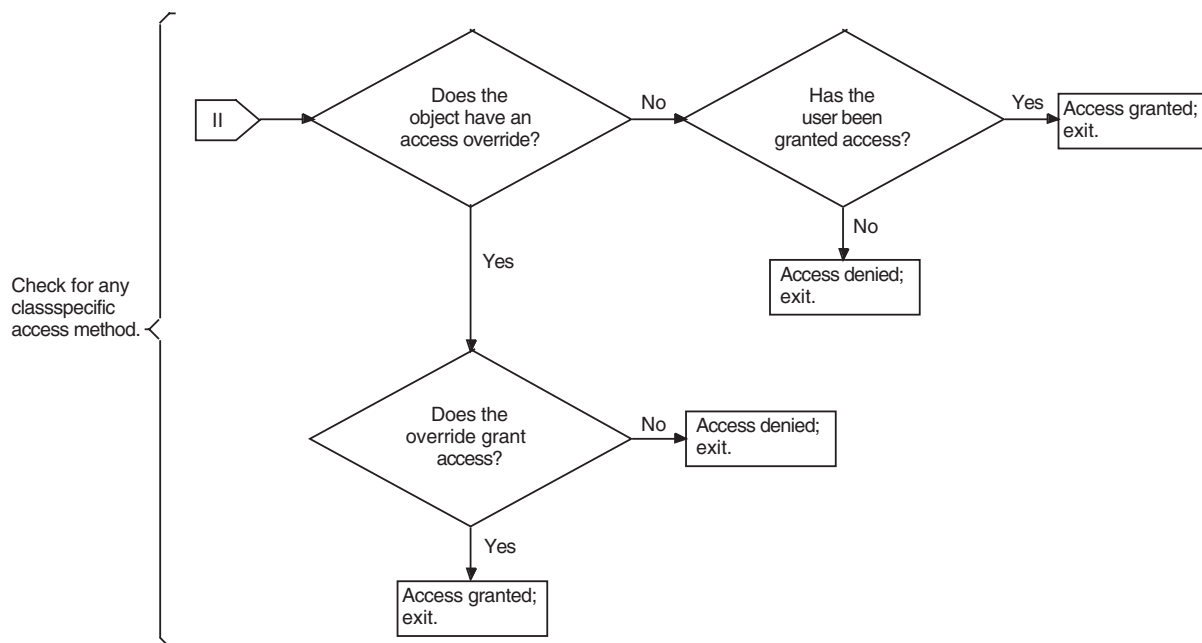 II
Does the
object have an
access override?
No
Has the
user been
granted access?
Yes
Access granted;
exit.
No
Access denied;
exit.
Yes
Check for any
classspecific
access method.
Does the
override grant
access?
No
Access denied;
exit.
Yes
Access granted;
exit.